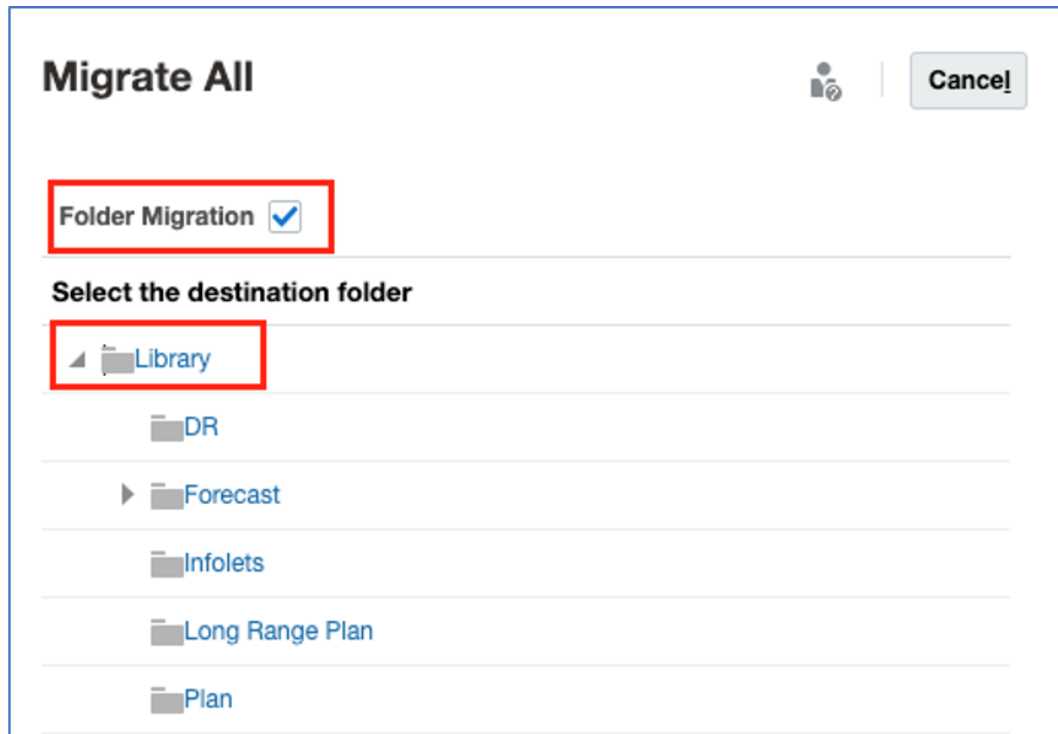 Migrate All
Cancel
Folder Migration
Select the destination folder
Library
DR
Forecast
Infolets
Long Range Plan
Plan